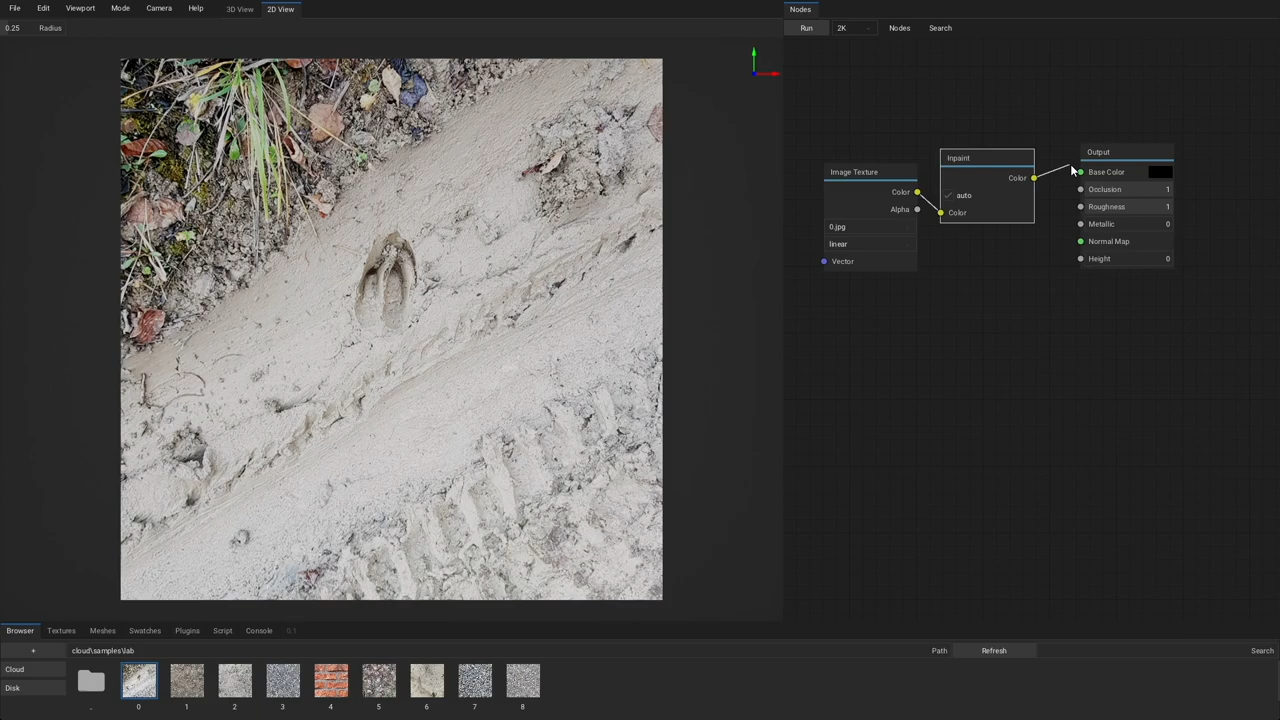 File Edit Viewport Mode Camera Help 3D View 2D View
0.25 Radius
Nodes
Run 2K Nodes Search
Image Texture
Color
Alpha
0.jpg
linear
Vector
Inpaint
Color
auto
Color
Output
Base Color
Occlusion 1
Roughness 1
Metallic 0
Normal Map
Height 0
Browser Textures Meshes Swatches Plugins Script Console 0.1
+ cloud\samples\lab Path Refresh Search
Cloud
Disk
.. 0 1 2 3 4 5 6 7 8